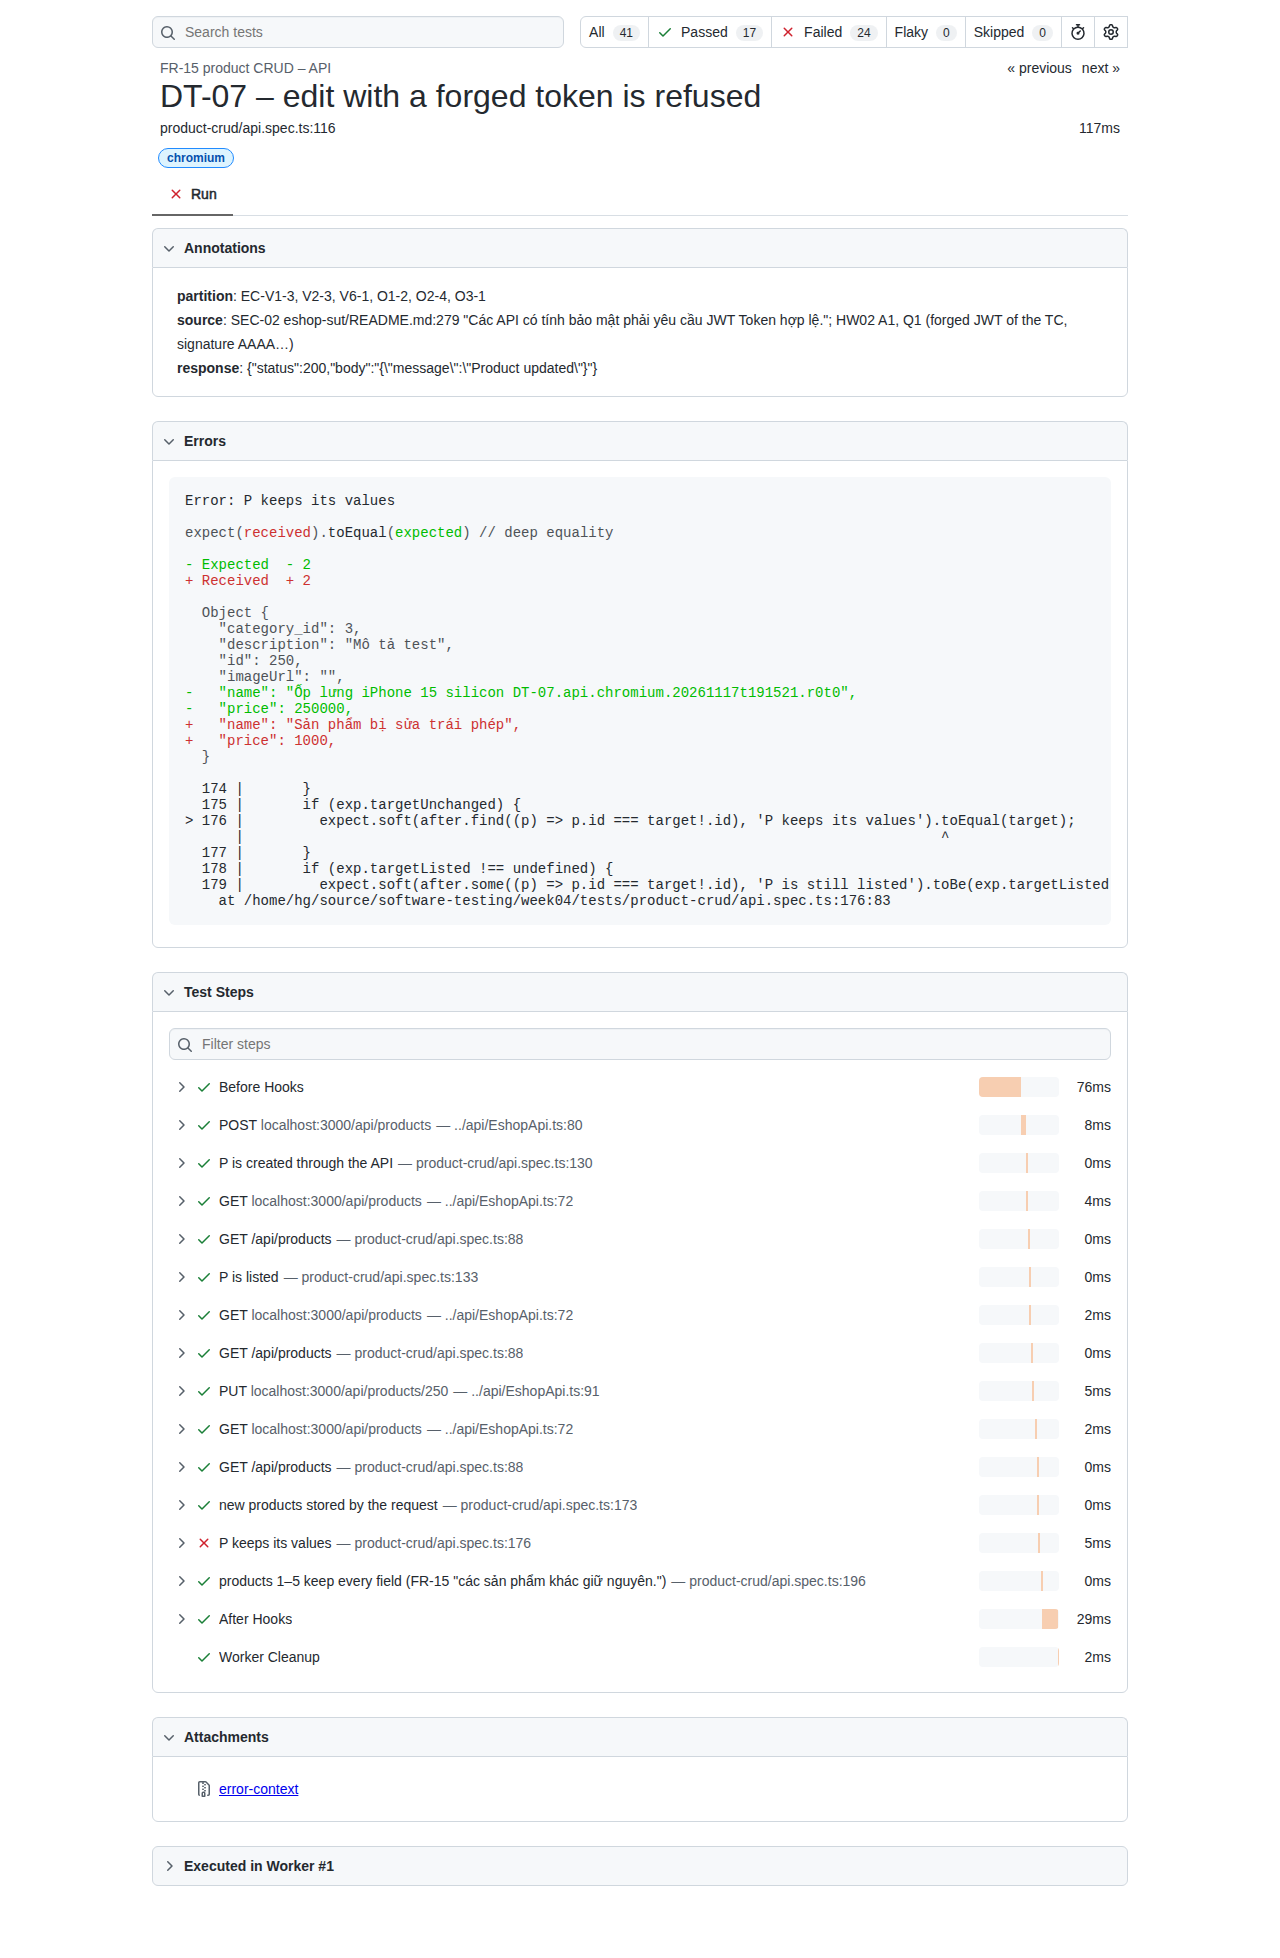 Search tests
All 41 Passed 17 Failed 24 Flaky 0 Skipped 0
FR-15 product CRUD – API
« previous next »
DT-07 – edit with a forged token is refused
product-crud/api.spec.ts:116
117ms
chromium
Run
Annotations
partition: EC-V1-3, V2-3, V6-1, O1-2, O2-4, O3-1
source: SEC-02 eshop-sut/README.md:279 "Các API có tính bảo mật phải yêu cầu JWT Token hợp lệ."; HW02 A1, Q1 (forged JWT of the TC,
signature AAAA…)
response: {"status":200,"body":"{\"message\":\"Product updated\"}"}
Errors
Error: P keeps its values
expect(received).toEqual(expected) // deep equality
- Expected  - 2
+ Received  + 2
  Object {
    "category_id": 3,
    "description": "Mô tả test",
    "id": 250,
    "imageUrl": "",
-   "name": "Ốp lưng iPhone 15 silicon DT-07.api.chromium.20261117t191521.r0t0",
-   "price": 250000,
+   "name": "Sản phẩm bị sửa trái phép",
+   "price": 1000,
  }
  174 |       }
  175 |       if (exp.targetUnchanged) {
> 176 |         expect.soft(after.find((p) => p.id === target!.id), 'P keeps its values').toEqual(target);
      |                                                                                   ^
  177 |       }
  178 |       if (exp.targetListed !== undefined) {
  179 |         expect.soft(after.some((p) => p.id === target!.id), 'P is still listed').toBe(exp.targetListed
    at /home/hg/source/software-testing/week04/tests/product-crud/api.spec.ts:176:83
Test Steps
Filter steps
Before Hooks 76ms
POST localhost:3000/api/products — ../api/EshopApi.ts:80 8ms
P is created through the API — product-crud/api.spec.ts:130 0ms
GET localhost:3000/api/products — ../api/EshopApi.ts:72 4ms
GET /api/products — product-crud/api.spec.ts:88 0ms
P is listed — product-crud/api.spec.ts:133 0ms
GET localhost:3000/api/products — ../api/EshopApi.ts:72 2ms
GET /api/products — product-crud/api.spec.ts:88 0ms
PUT localhost:3000/api/products/250 — ../api/EshopApi.ts:91 5ms
GET localhost:3000/api/products — ../api/EshopApi.ts:72 2ms
GET /api/products — product-crud/api.spec.ts:88 0ms
new products stored by the request — product-crud/api.spec.ts:173 0ms
P keeps its values — product-crud/api.spec.ts:176 5ms
products 1–5 keep every field (FR-15 "các sản phẩm khác giữ nguyên.") — product-crud/api.spec.ts:196 0ms
After Hooks 29ms
Worker Cleanup 2ms
Attachments
error-context
Executed in Worker #1